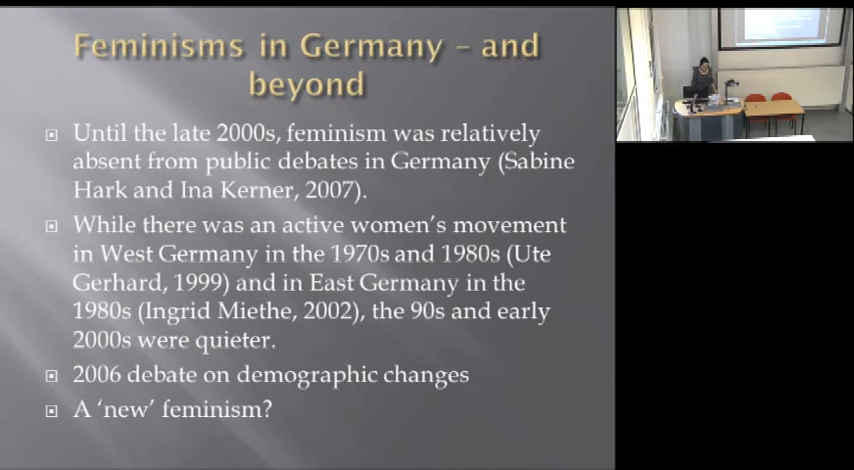 Feminisms in Germany – and
beyond
Until the late 2000s, feminism was relatively
absent from public debates in Germany (Sabine
Hark and Ina Kerner, 2007).
While there was an active women's movement
in West Germany in the 1970s and 1980s (Ute
Gerhard, 1999) and in East Germany in the
1980s (Ingrid Miethe, 2002), the 90s and early
2000s were quieter.
2006 debate on demographic changes
A 'new' feminism?